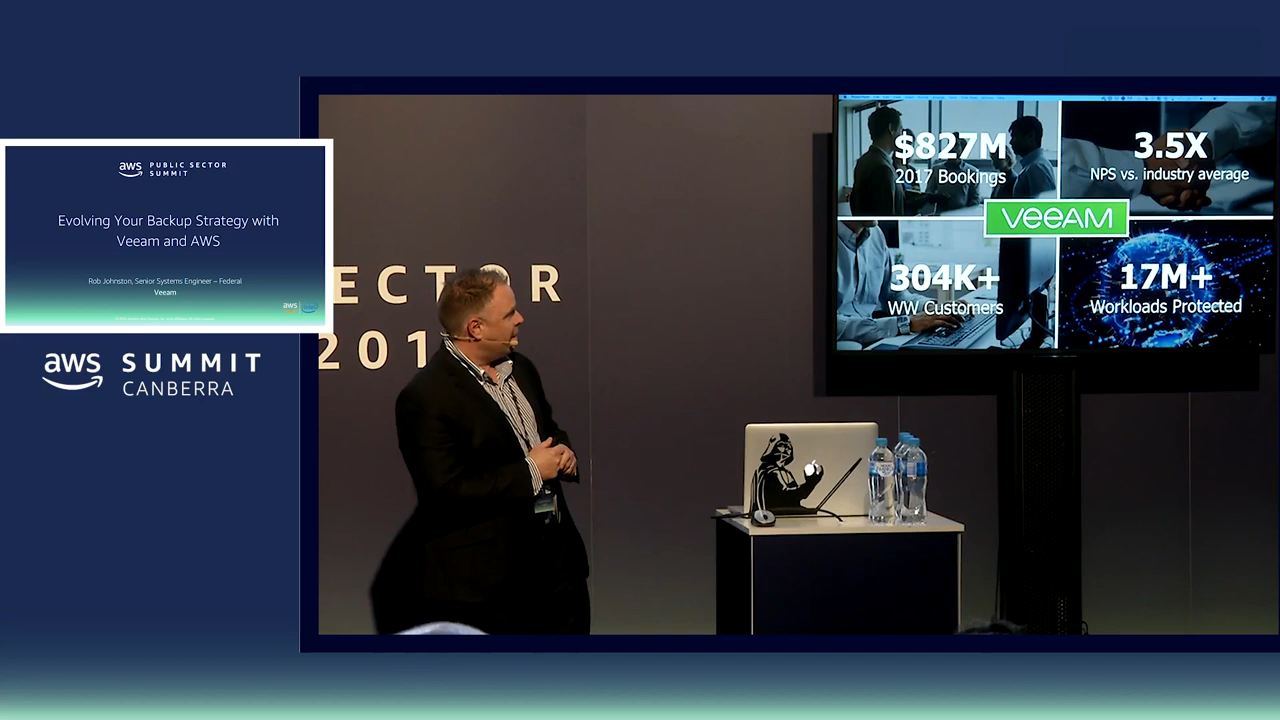 aws PUBLIC SECTOR
SUMMIT
Evolving Your Backup Strategy with
Veeam and AWS
Rob Johnston, Senior Systems Engineer – Federal
Veeam
aws
intel
aws SUMMIT
CANBERRA
ECTOR
201
$827M
2017 Bookings
3.5X
NPS vs. industry average
veeAM
304K+
WW Customers
17M+
Workloads Protected